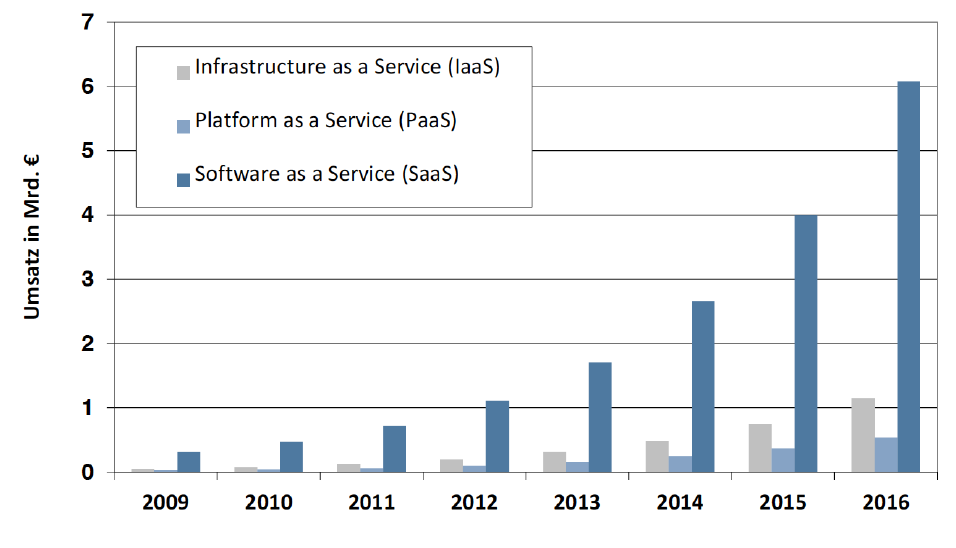 7
6
5
4
3
2
1
0
Umsatz in Mrd. €
Infrastructure as a Service (IaaS)
Platform as a Service (PaaS)
Software as a Service (SaaS)
2009 2010 2011 2012 2013 2014 2015 2016